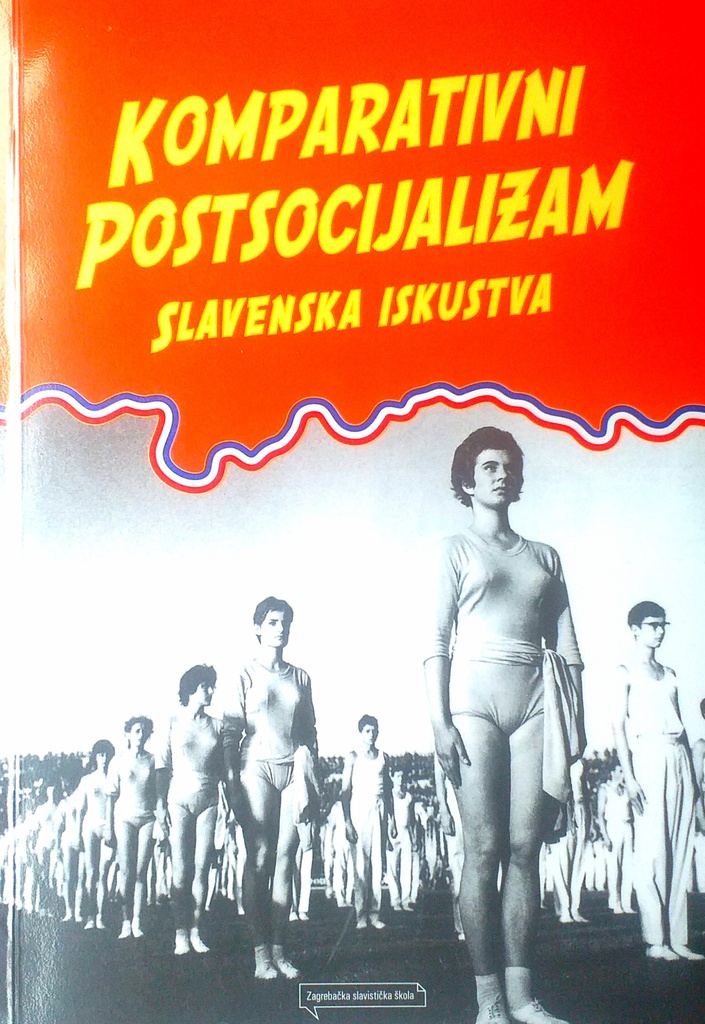 KOMPARATIVNI
POSTSOCIJALIZAM
SLAVENSKA ISKUSTVA
Zagrebačka slavistička škola